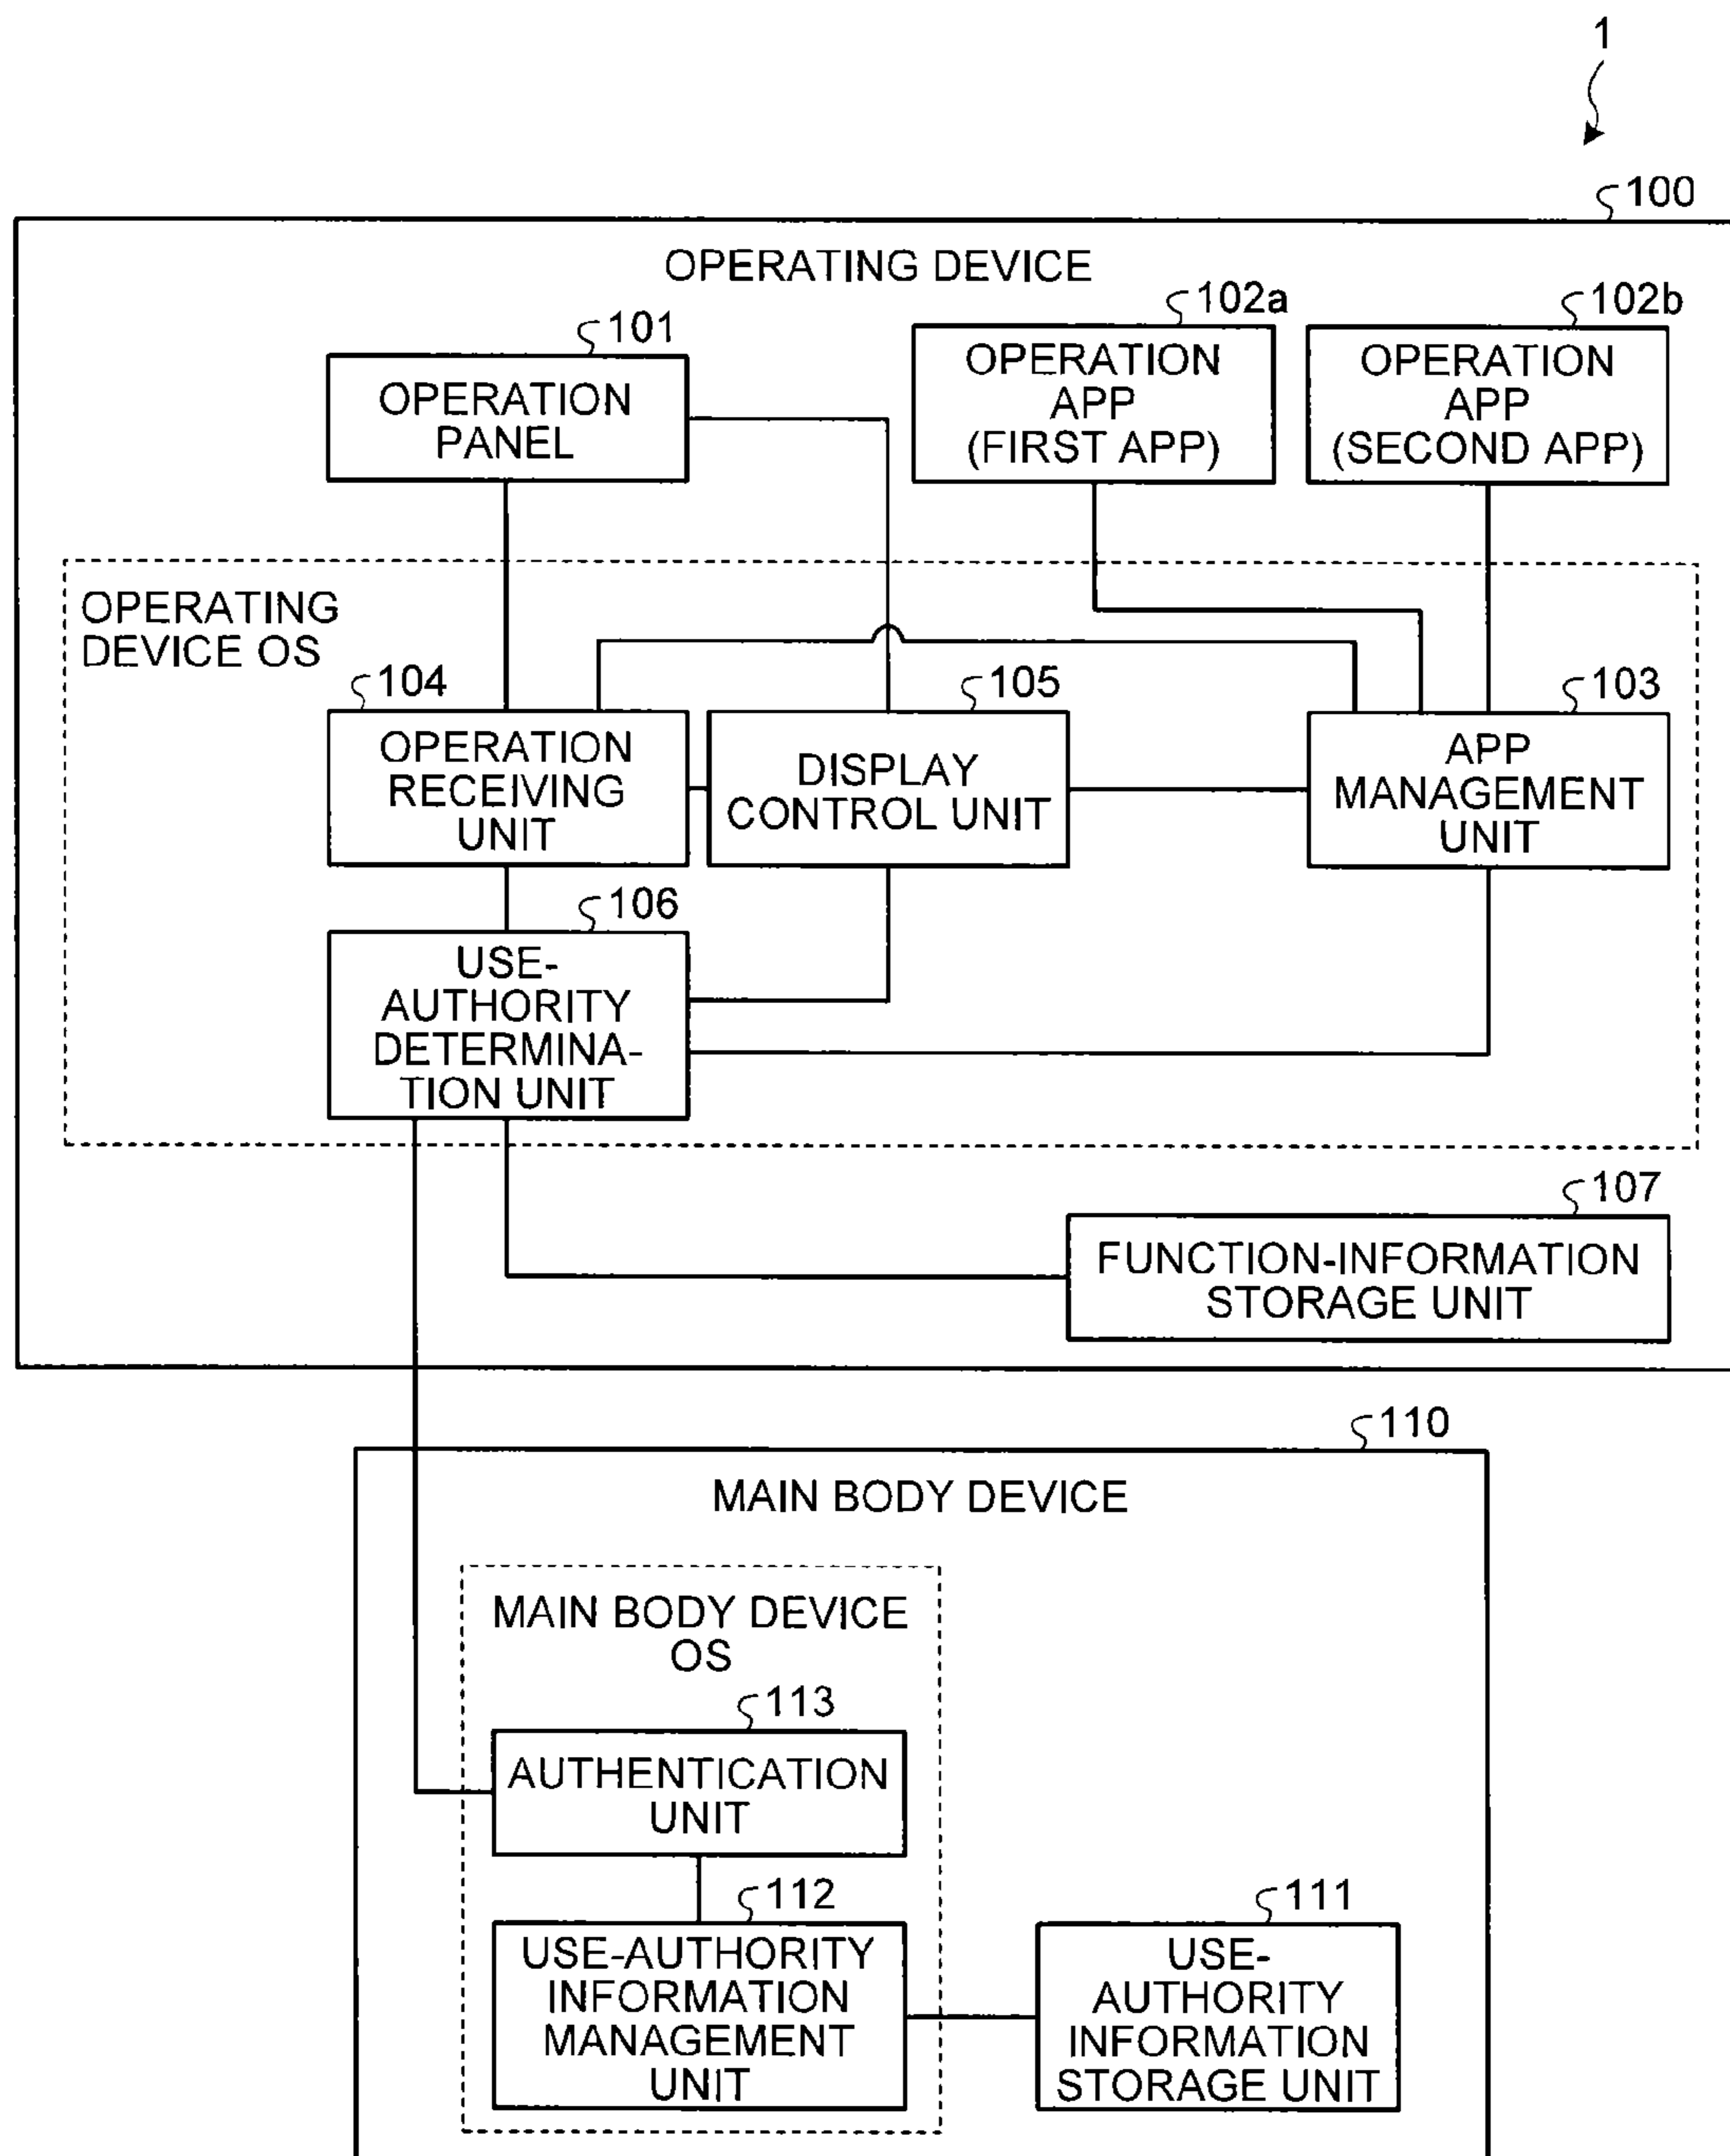 1
100
OPERATING DEVICE
101
OPERATION
PANEL
102a
OPERATION
APP
(FIRST APP)
102b
OPERATION
APP
(SECOND APP)
OPERATING
DEVICE OS
104
OPERATION
RECEIVING
UNIT
105
DISPLAY
CONTROL UNIT
103
APP
MANAGEMENT
UNIT
106
USE-
AUTHORITY
DETERMINA-
TION UNIT
107
FUNCTION-INFORMATION
STORAGE UNIT
110
MAIN BODY DEVICE
MAIN BODY DEVICE
OS
113
AUTHENTICATION
UNIT
112
USE-AUTHORITY
INFORMATION
MANAGEMENT
UNIT
111
USE-
AUTHORITY
INFORMATION
STORAGE UNIT